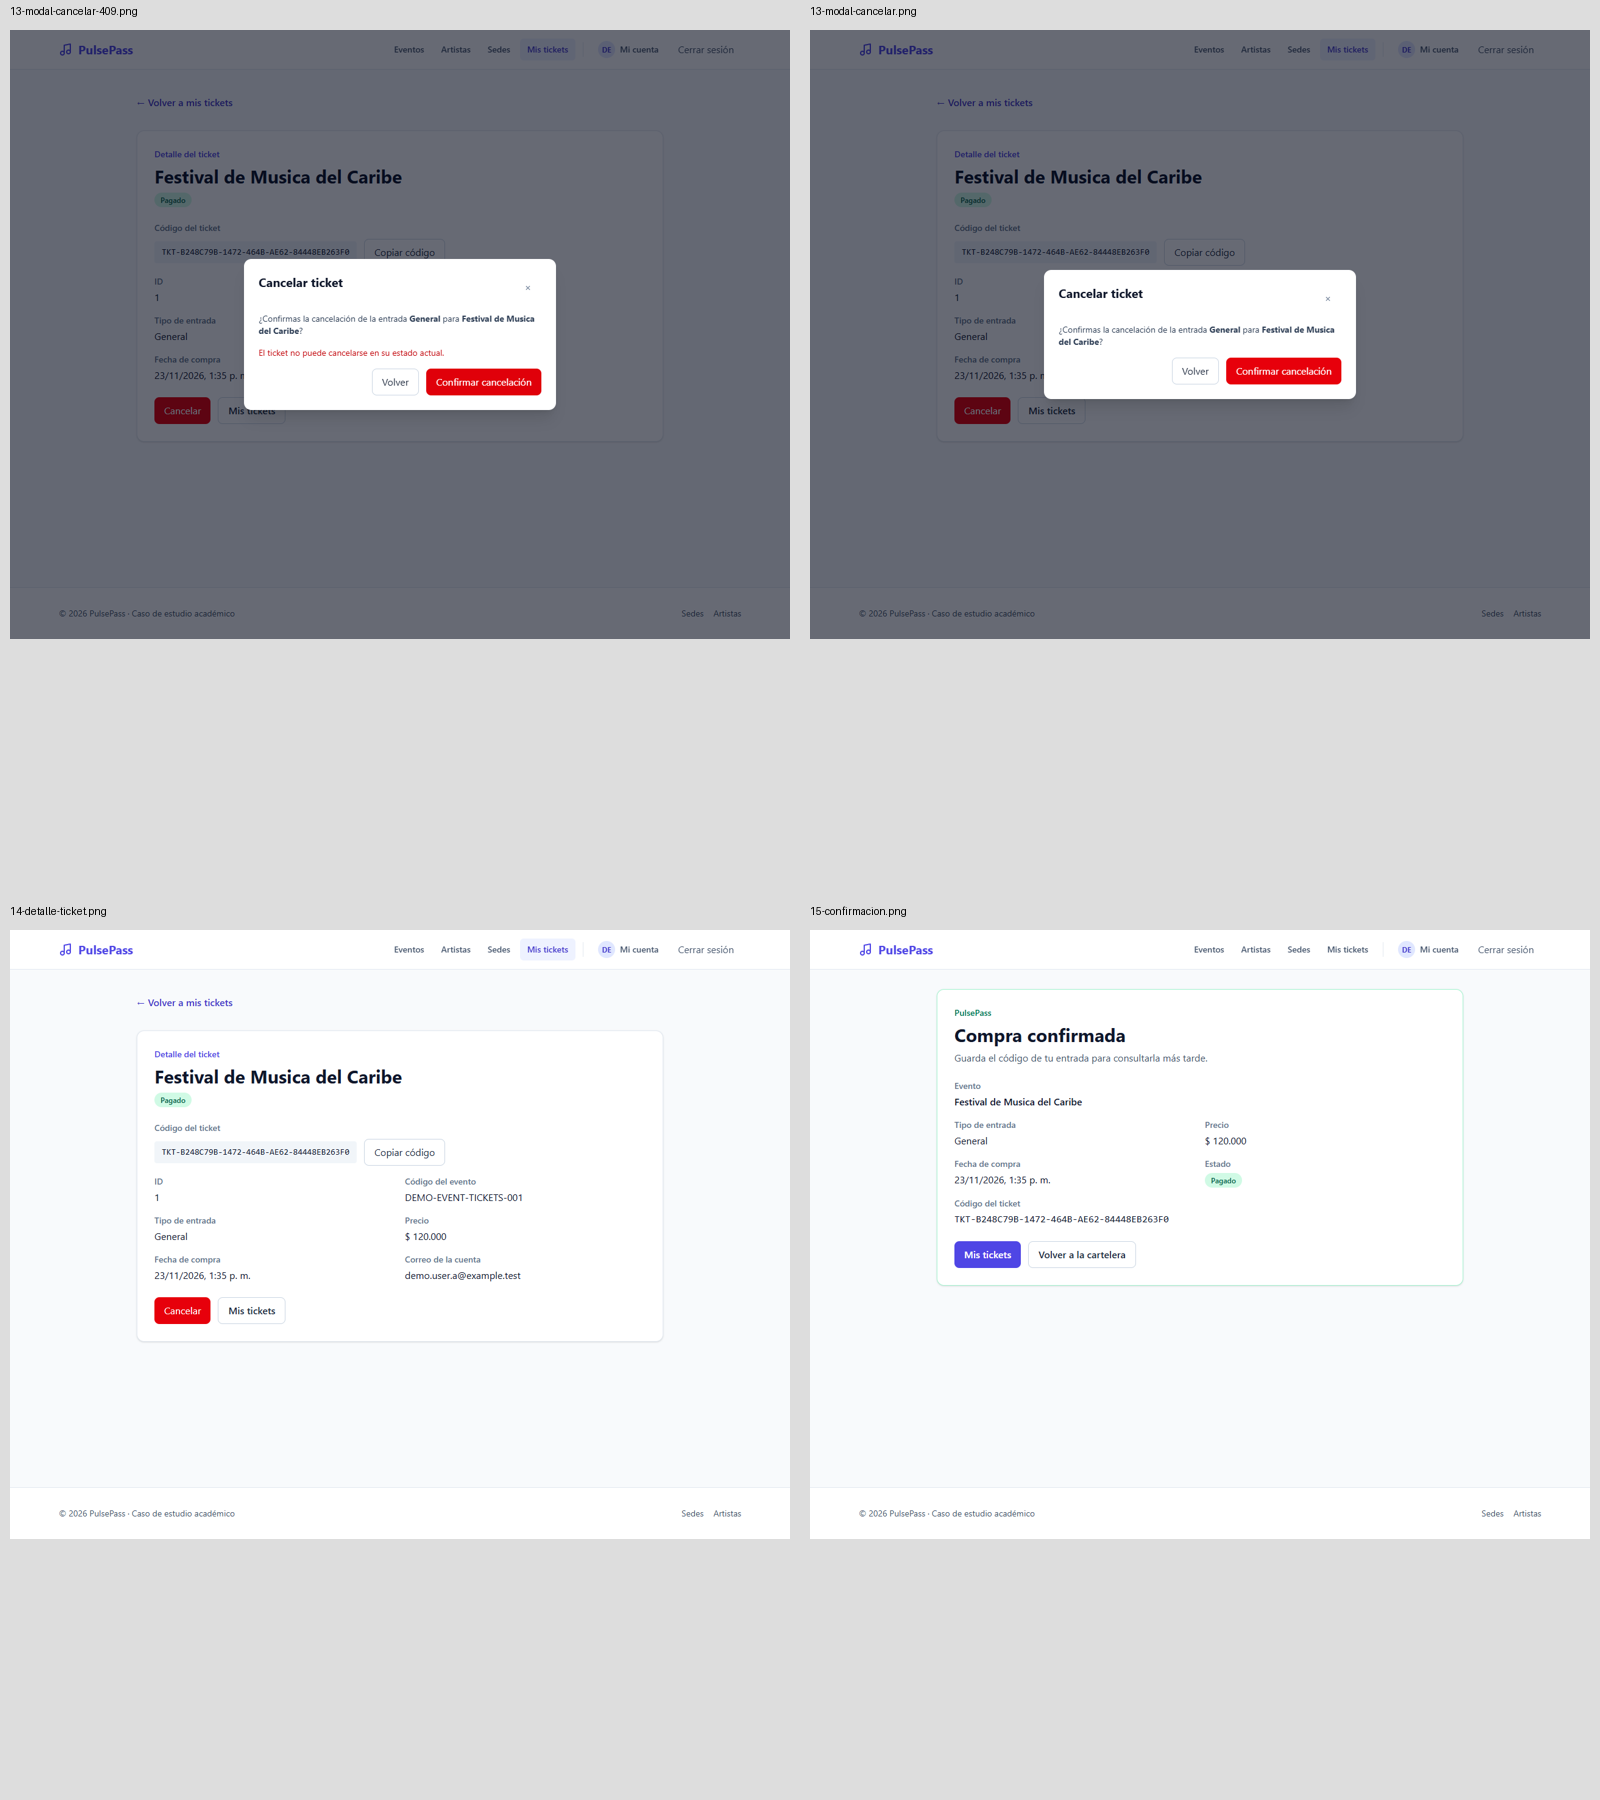 13-modal-cancelar-409.png
PulsePass
Eventos Artistas Sedes Mis tickets DE Mi cuenta Cerrar sesión
← Volver a mis tickets
Detalle del ticket
Festival de Musica del Caribe
Pagado
Código del ticket
TKT-B248C79B-1472-464B-AE62-84448EB263F0 Copiar código
ID
1
Tipo de entrada
General
Fecha de compra
23/11/2026, 1:35 p. m
Cancelar Mis tickets
Cancelar ticket ×
¿Confirmas la cancelación de la entrada General para Festival de Musica
del Caribe?
El ticket no puede cancelarse en su estado actual.
Volver Confirmar cancelación
© 2026 PulsePass · Caso de estudio académico Sedes Artistas
13-modal-cancelar.png
PulsePass
Eventos Artistas Sedes Mis tickets DE Mi cuenta Cerrar sesión
← Volver a mis tickets
Detalle del ticket
Festival de Musica del Caribe
Pagado
Código del ticket
TKT-B248C79B-1472-464B-AE62-84448EB263F0 Copiar código
ID
1
Tipo de entrada
General
Fecha de compra
23/11/2026, 1:35 p. m
Cancelar Mis tickets
Cancelar ticket ×
¿Confirmas la cancelación de la entrada General para Festival de Musica
del Caribe?
Volver Confirmar cancelación
© 2026 PulsePass · Caso de estudio académico Sedes Artistas
14-detalle-ticket.png
PulsePass
Eventos Artistas Sedes Mis tickets DE Mi cuenta Cerrar sesión
← Volver a mis tickets
Detalle del ticket
Festival de Musica del Caribe
Pagado
Código del ticket
TKT-B248C79B-1472-464B-AE62-84448EB263F0 Copiar código
ID Código del evento
1 DEMO-EVENT-TICKETS-001
Tipo de entrada Precio
General $ 120.000
Fecha de compra Correo de la cuenta
23/11/2026, 1:35 p. m. demo.user.a@example.test
Cancelar Mis tickets
© 2026 PulsePass · Caso de estudio académico Sedes Artistas
15-confirmacion.png
PulsePass
Eventos Artistas Sedes Mis tickets DE Mi cuenta Cerrar sesión
PulsePass
Compra confirmada
Guarda el código de tu entrada para consultarla más tarde.
Evento
Festival de Musica del Caribe
Tipo de entrada Precio
General $ 120.000
Fecha de compra Estado
23/11/2026, 1:35 p. m. Pagado
Código del ticket
TKT-B248C79B-1472-464B-AE62-84448EB263F0
Mis tickets Volver a la cartelera
© 2026 PulsePass · Caso de estudio académico Sedes Artistas